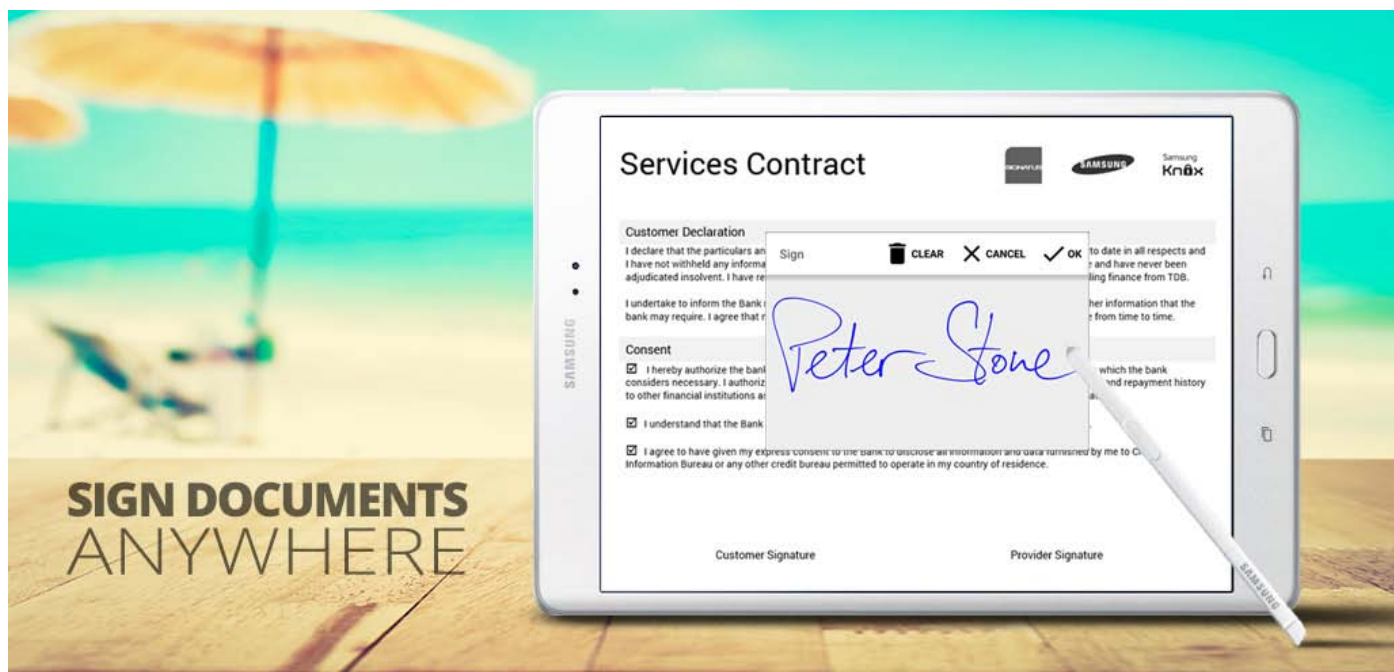 SIGN DOCUMENTS
ANYWHERE
SAMSUNG
Services Contract
SIGNATUS
SAMSUNG
Samsung
Knox
Customer Declaration
I declare that the particulars an
to date in all respects and
I have not withheld any informa
e and have never been
adjudicated insolvent. I have re
ling finance from TDB.
I undertake to inform the Bank
her information that the
bank may require. I agree that
from time to time.
Sign
CLEAR
CANCEL
OK
Peter Stone
Consent
I hereby authorize the bank
which the bank
considers necessary. I authoriz
and repayment history
to other financial institutions
I understand that the Bank
I agree to have given my express consent to the Bank to disclose all information and data furnished by me to
Information Bureau or any other credit bureau permitted to operate in my country of residence.
Customer Signature
Provider Signature
SAMSUNG